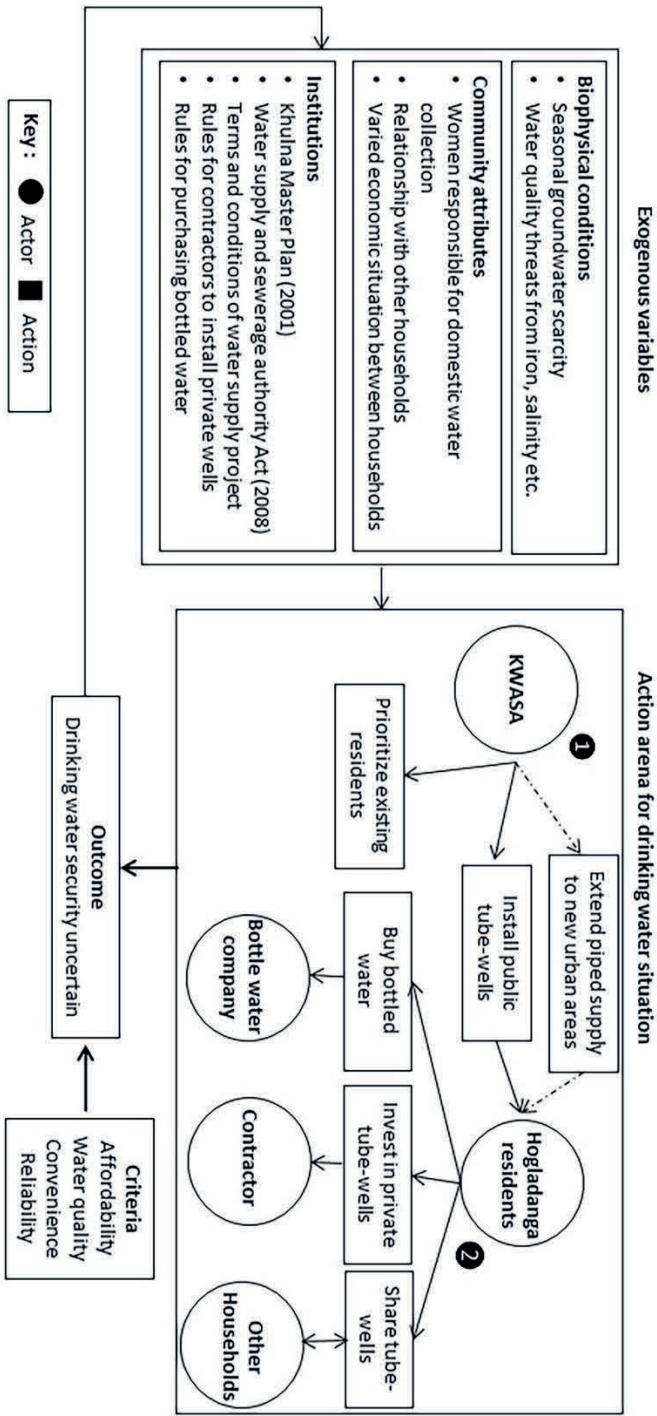 Exogenous variables
Biophysical conditions
• Seasonal groundwater scarcity
• Water quality threats from iron, salinity etc.
Community attributes
• Women responsible for domestic water
collection
• Relationship with other households
• Varied economic situation between households
Institutions
• Khulna Master Plan (2001)
• Water supply and sewerage authority Act (2008)
• Terms and conditions of water supply project
• Rules for contractors to install private wells
• Rules for purchasing bottled water
Key : Actor Action
Action arena for drinking water situation
1
KWASA
Extend piped supply
to new urban areas
Install public
tube-wells
Prioritize existing
residents
Hogladanga
residents
2
Buy bottled
water
Invest in private
tube-wells
Share tube-
wells
Bottle water
company
Contractor
Other
Households
Outcome
Drinking water security uncertain
Criteria
Affordability
Water quality
Convenience
Reliability